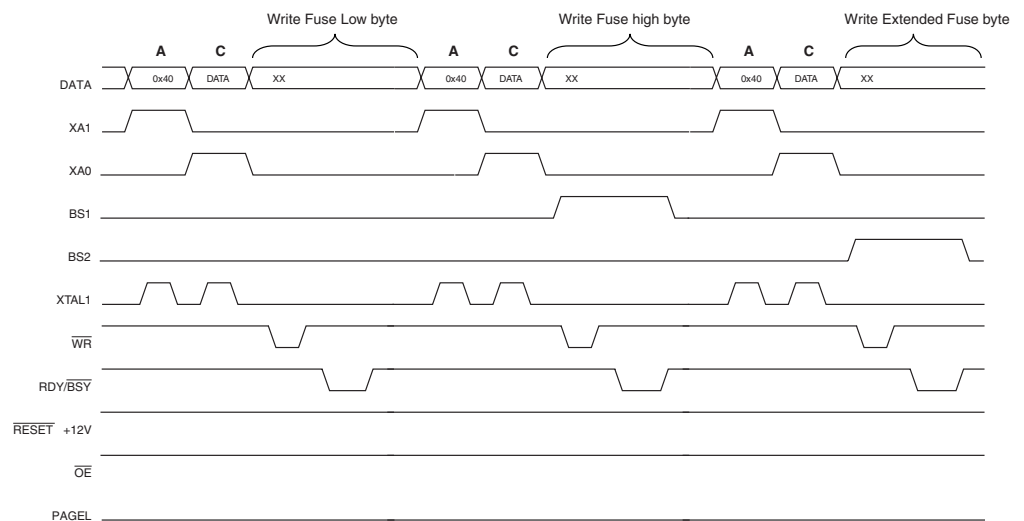 Write Fuse Low byte Write Fuse high byte Write Extended Fuse byte
A C A C A C
DATA 0x40 DATA XX 0x40 DATA XX 0x40 DATA XX
XA1
XA0
BS1
BS2
XTAL1
WR
RDY/BSY
RESET +12V
OE
PAGEL